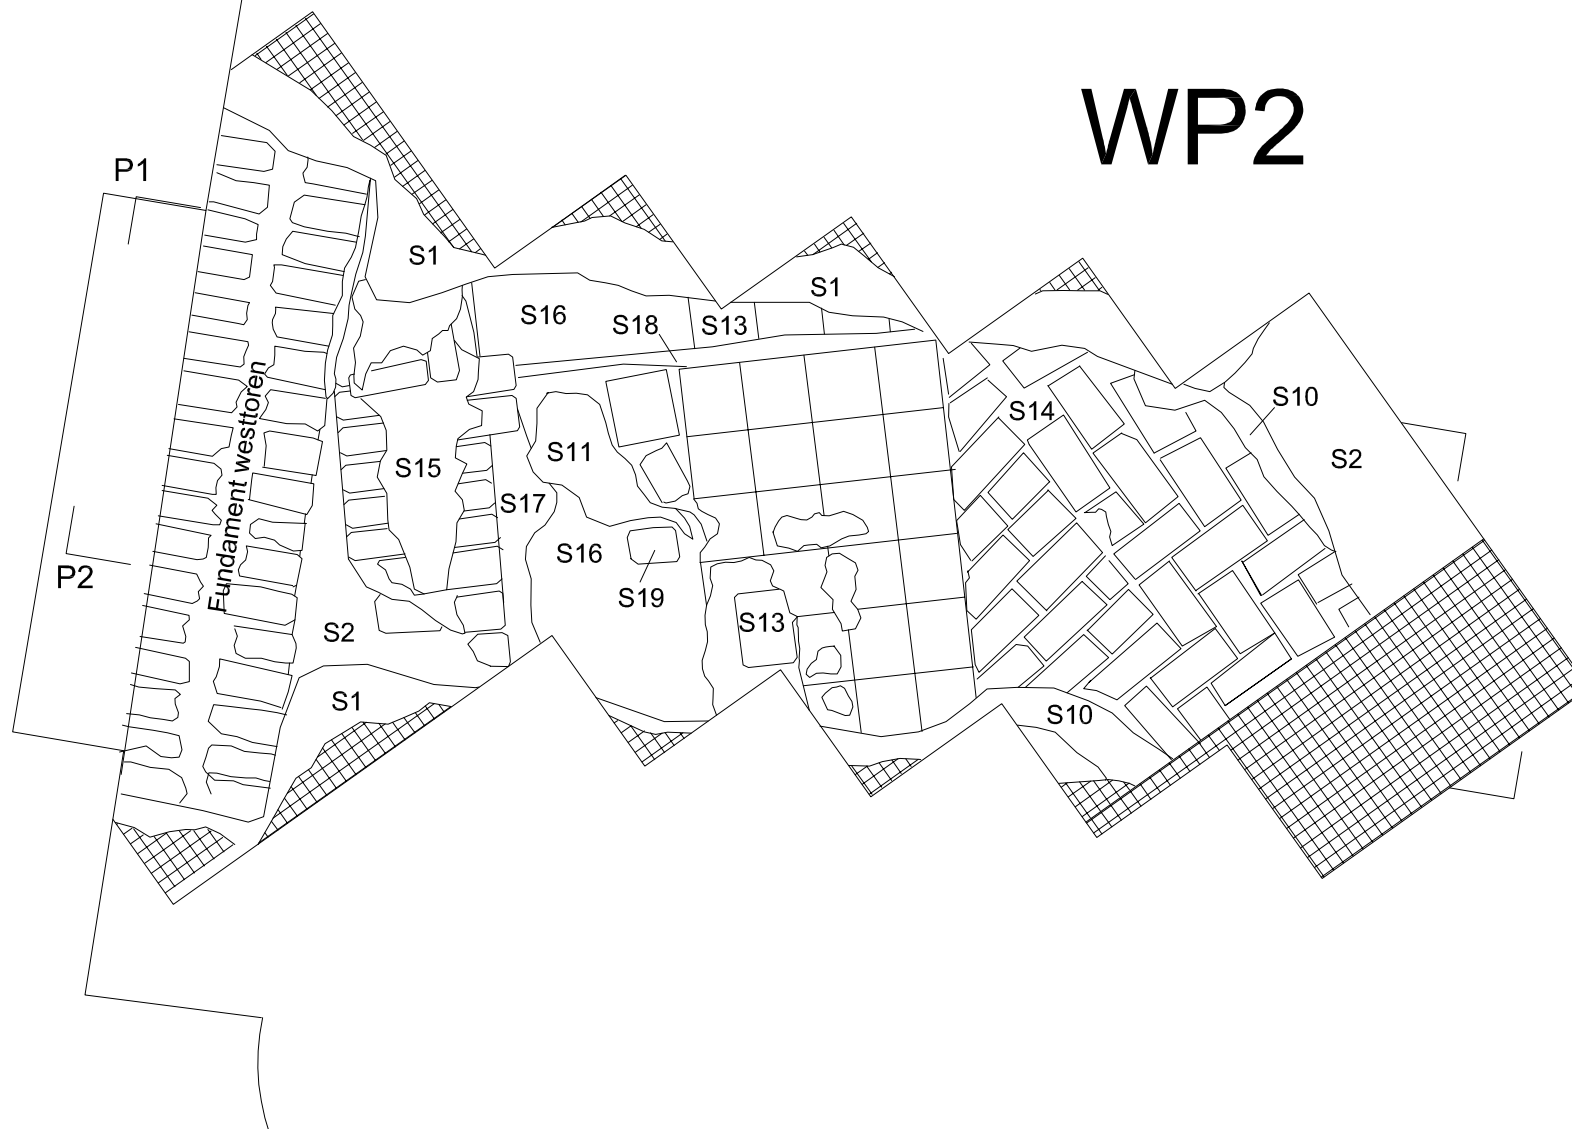 WP2
P1
S1
S1
S16
S18
S13
S10
S14
S11
S15
S2
S17
S16
Fundament westtoren
P2
S19
S13
S2
S1
S10